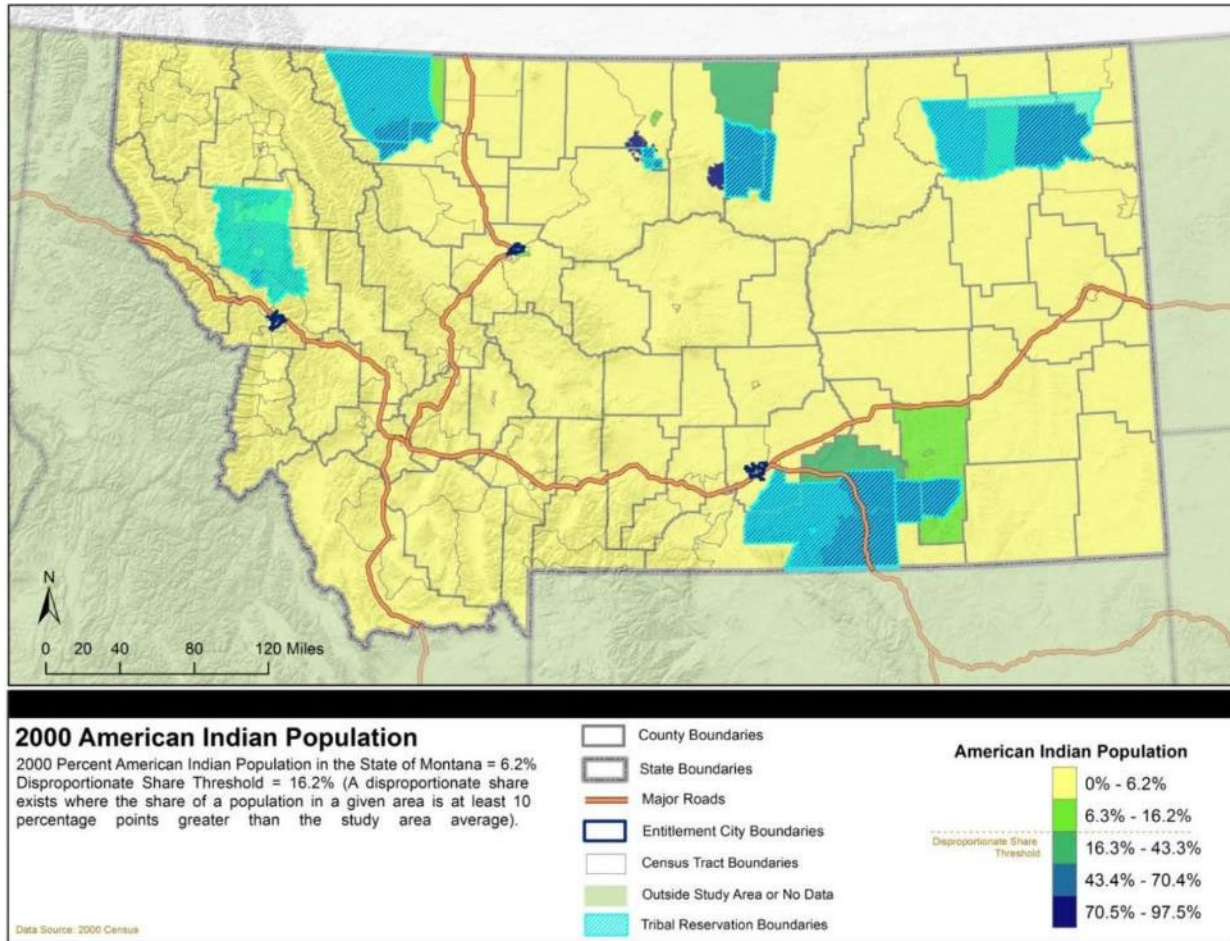 N
0 20 40 80 120 Miles
2000 American Indian Population
2000 Percent American Indian Population in the State of Montana = 6.2%
Disproportionate Share Threshold = 16.2% (A disproportionate share
exists where the share of a population in a given area is at least 10
percentage points greater than the study area average).
Data Source: 2000 Census
County Boundaries
State Boundaries
Major Roads
Entitlement City Boundaries
Census Tract Boundaries
Outside Study Area or No Data
Tribal Reservation Boundaries
American Indian Population
0% - 6.2%
6.3% - 16.2%
Disproportionate Share
Threshold
16.3% - 43.3%
43.4% - 70.4%
70.5% - 97.5%